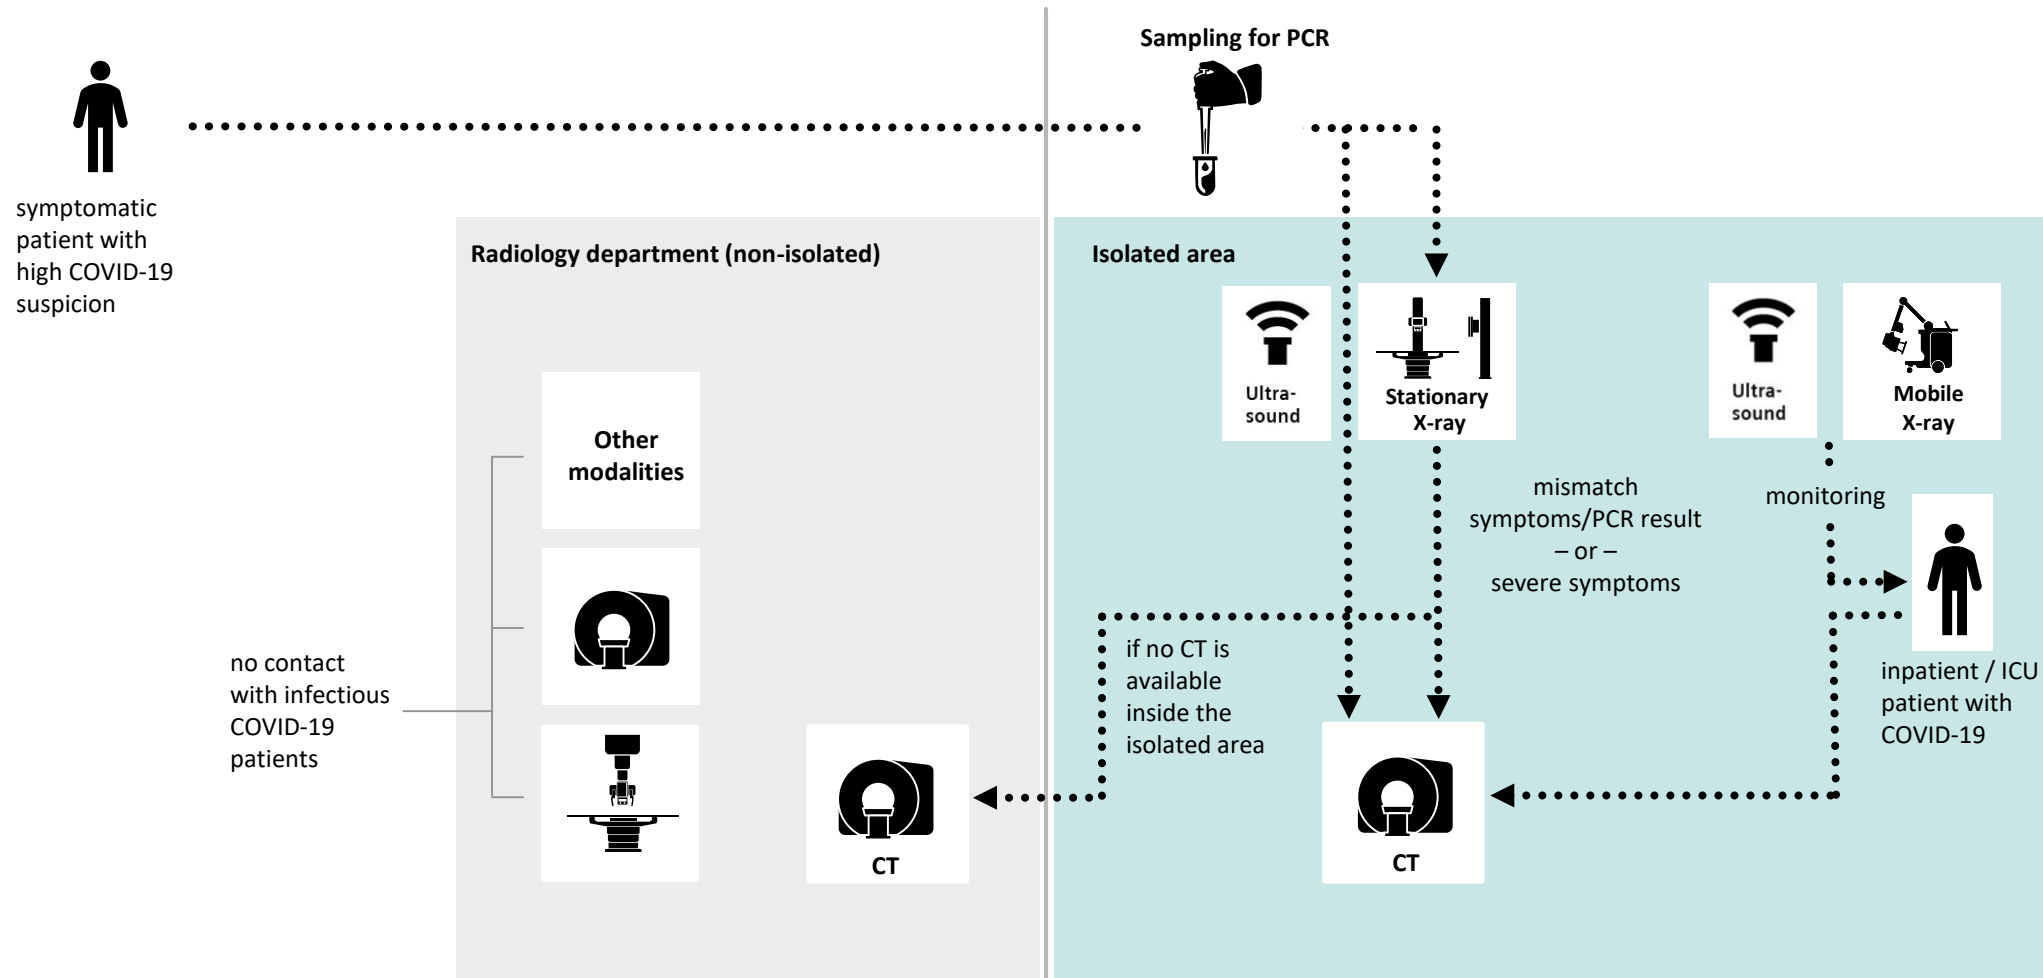 Sampling for PCR
symptomatic
patient with
high COVID-19
suspicion
Radiology department (non-isolated)
Other
modalities
no contact
with infectious
COVID-19
patients
CT
Isolated area
Ultra-
sound
Stationary
X-ray
Ultra-
sound
Mobile
X-ray
mismatch
symptoms/PCR result
– or –
severe symptoms
monitoring
if no CT is
available
inside the
isolated area
inpatient / ICU
patient with
COVID-19
CT